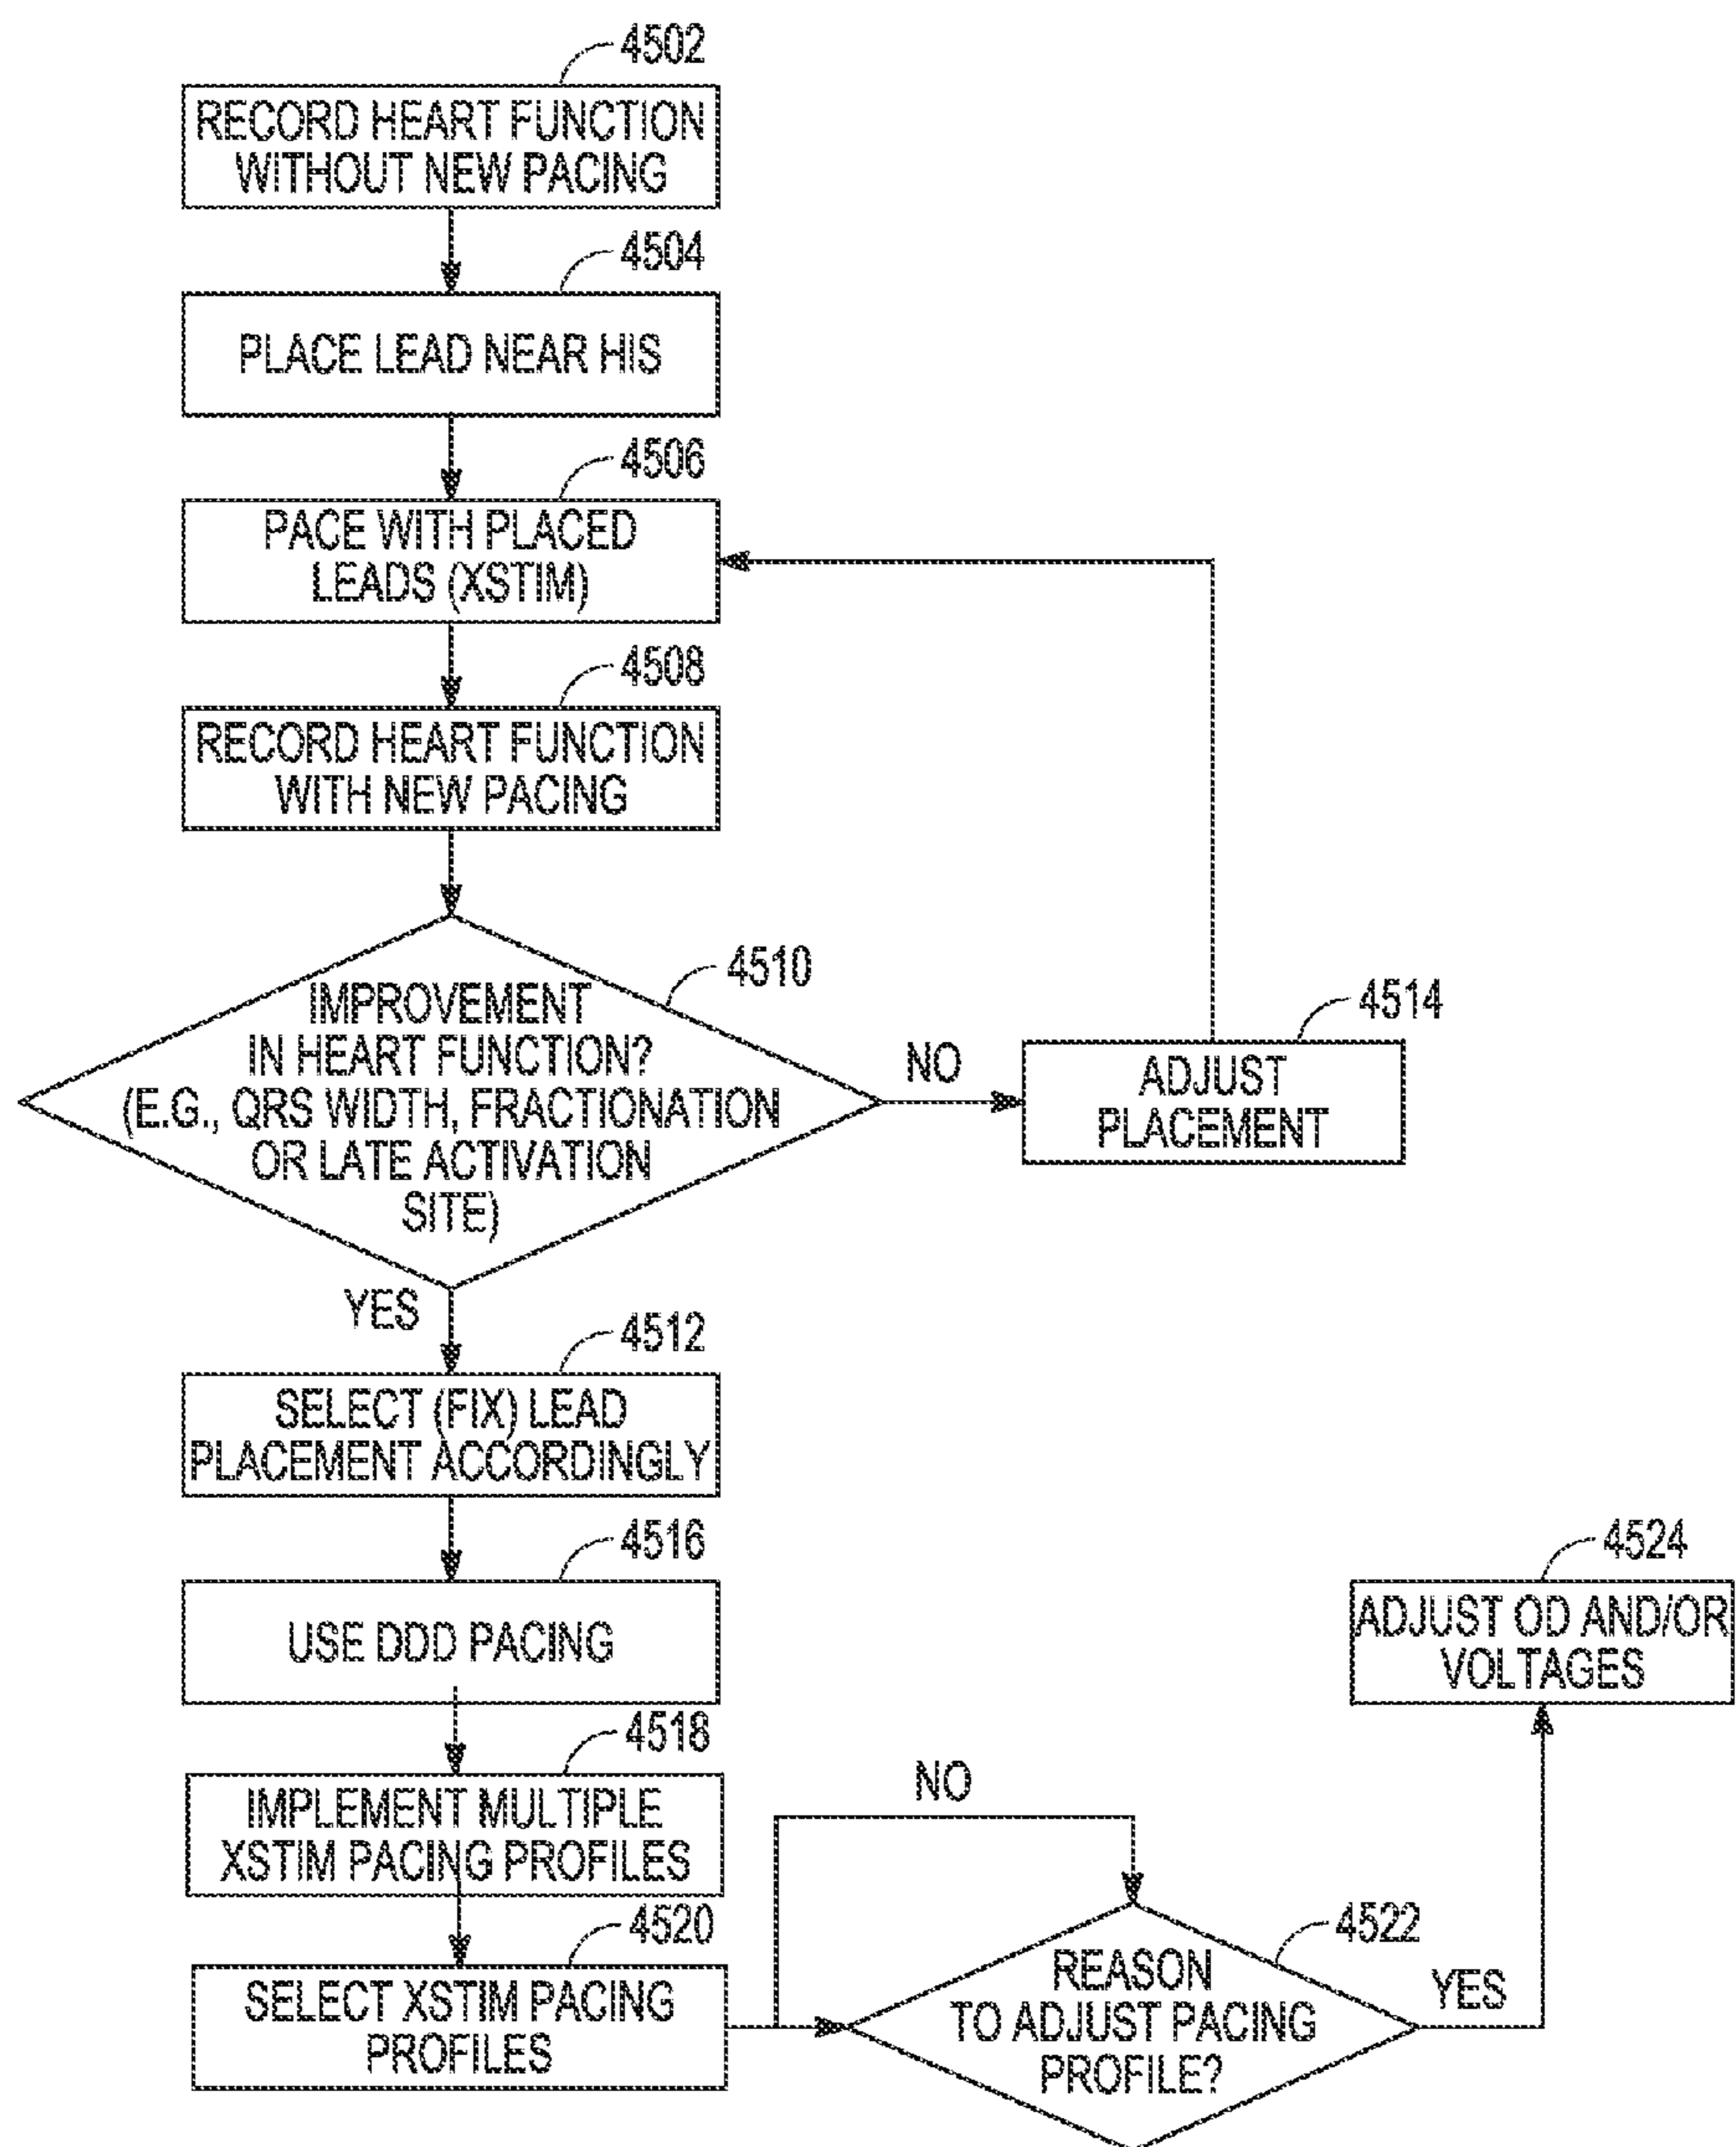 4502
RECORD HEART FUNCTION
WITHOUT NEW PACING
4504
PLACE LEAD NEAR HIS
4506
PACE WITH PLACED
LEADS (XSTIM)
4508
RECORD HEART FUNCTION
WITH NEW PACING
4510
IMPROVEMENT
IN HEART FUNCTION?
(E.G., QRS WIDTH, FRACTIONATION
OR LATE ACTIVATION
SITE)
NO
4514
ADJUST
PLACEMENT
YES
4512
SELECT (FIX) LEAD
PLACEMENT ACCORDINGLY
4516
USE DDD PACING
4518
IMPLEMENT MULTIPLE
XSTIM PACING PROFILES
4520
SELECT XSTIM PACING
PROFILES
NO
4522
REASON
TO ADJUST PACING
PROFILE?
YES
4524
ADJUST OD AND/OR
VOLTAGES